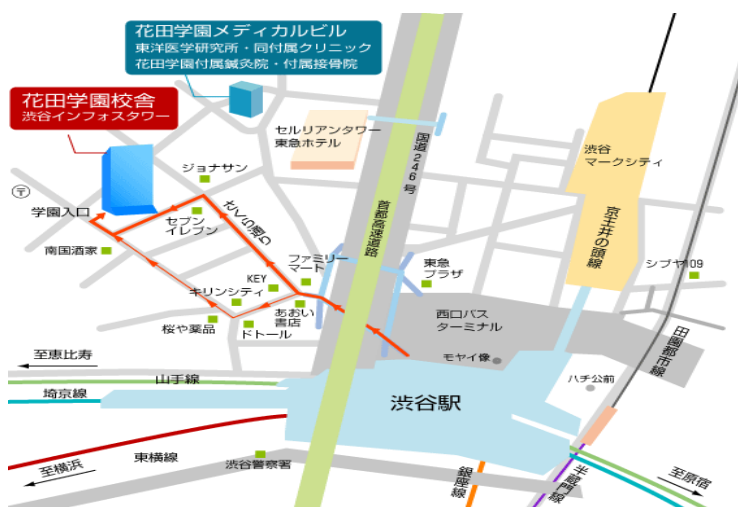 花田学園メディカルビル
東洋医学研究所・同付属クリニック
花田学園付属鍼灸院・付属接骨院
花田学園校舎
渋谷インフォスタワー
セルリアンタワー
東急ホテル
国道246号
首都高速道路
渋谷
マークシティ
京王井の頭線
ジョナサン
〒
学園入口
セブン
イレブン
さくら通り
南国酒家
ファミリー
マート
KEY
キリンシティ
あおい
書店
桜や薬品
ドトール
東急
プラザ
シブヤ109
西口バス
ターミナル
モヤイ像
田園都市線
ハチ公前
至恵比寿
山手線
埼京線
渋谷駅
至横浜
東横線
渋谷警察署
銀座線
半蔵門線
至原宿